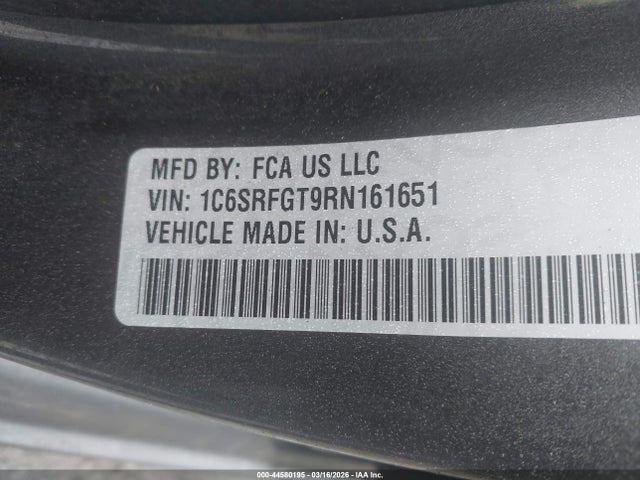 MFD BY: FCA US LLC
VIN: 1C6SRFGT9RN161651
VEHICLE MADE IN: U.S.A.
000-44580195 - 03/16/2026 - IAA Inc.